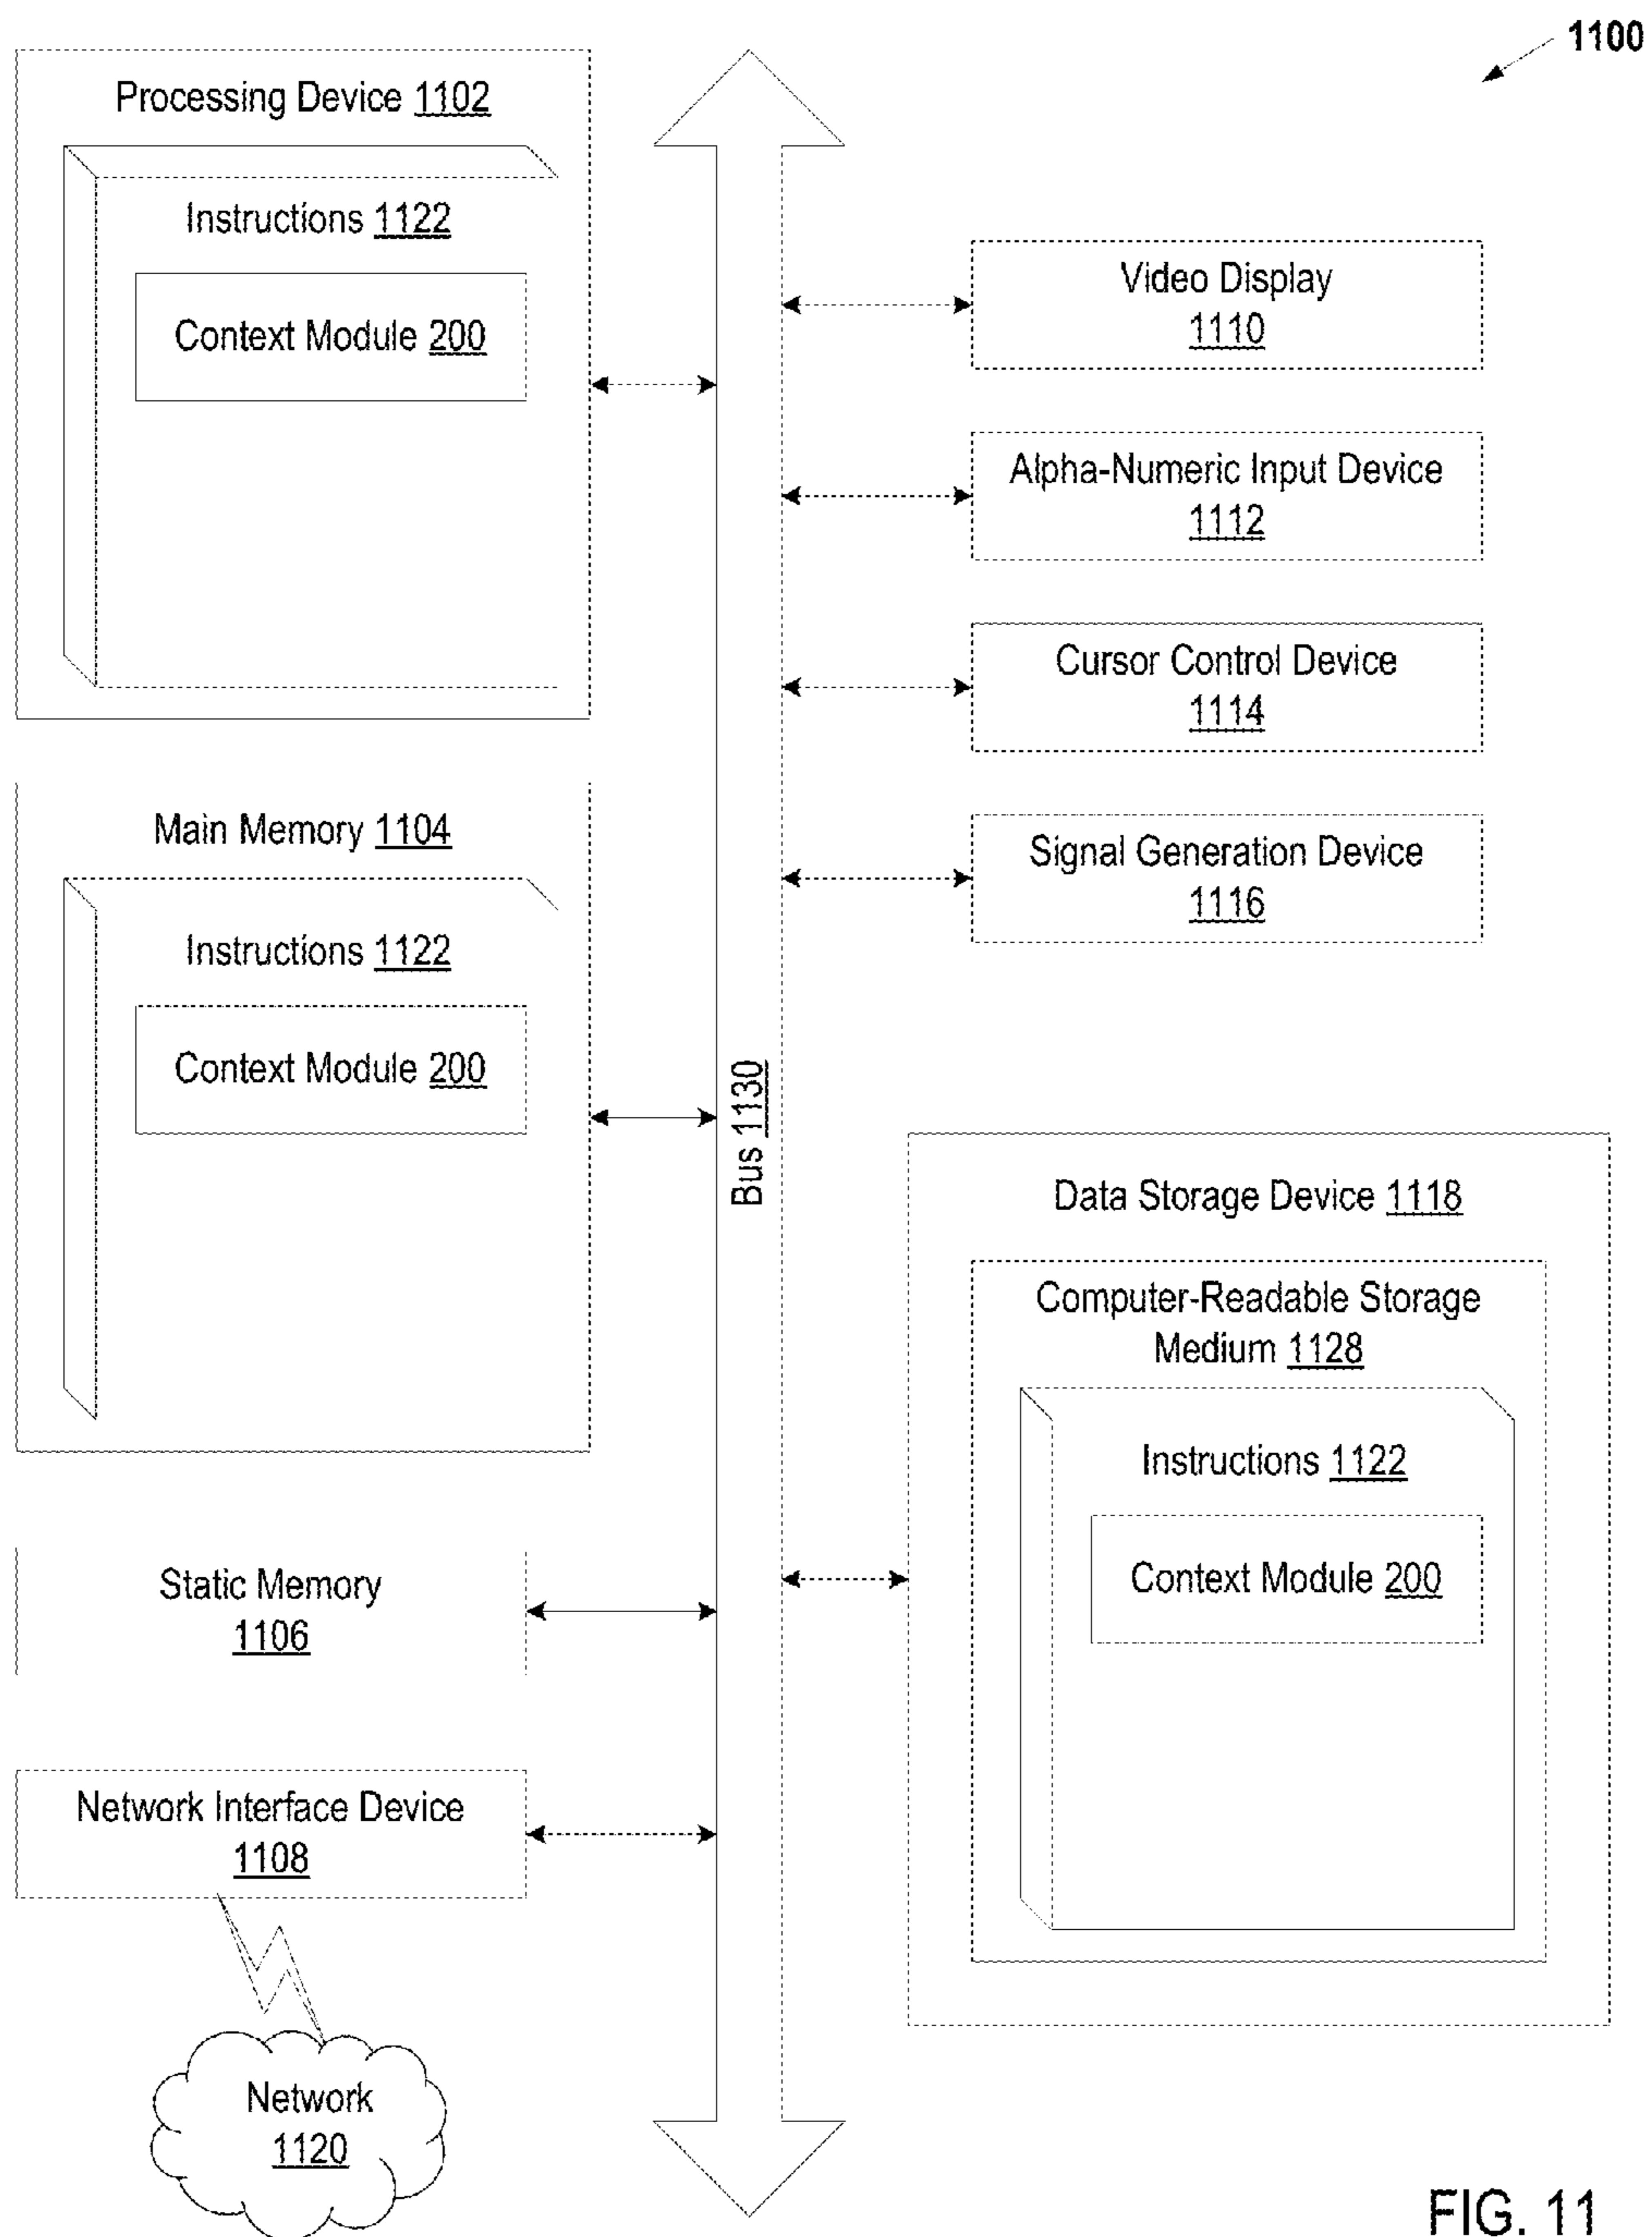 1100
Processing Device 1102
Instructions 1122
Context Module 200
Main Memory 1104
Instructions 1122
Context Module 200
Static Memory
1106
Network Interface Device
1108
Network
1120
Bus 1130
Video Display
1110
Alpha-Numeric Input Device
1112
Cursor Control Device
1114
Signal Generation Device
1116
Data Storage Device 1118
Computer-Readable Storage
Medium 1128
Instructions 1122
Context Module 200
FIG. 11